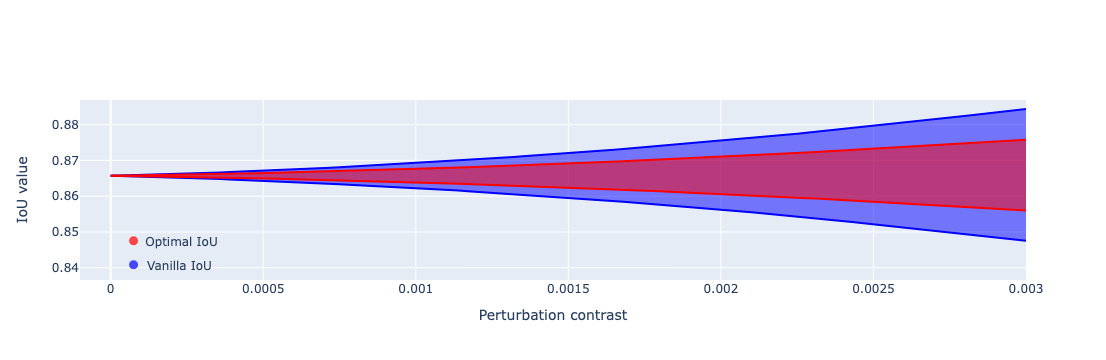 0.88
0.87
0.86
0.85
0.84
IoU value
Optimal IoU
Vanilla IoU
0 0.0005 0.001 0.0015 0.002 0.0025 0.003
Perturbation contrast